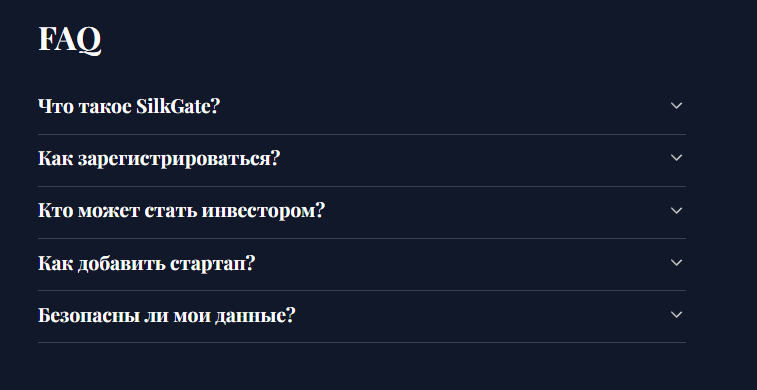 FAQ
Что такое SilkGate?
Как зарегистрироваться?
Кто может стать инвестором?
Как добавить стартап?
Безопасны ли мои данные?